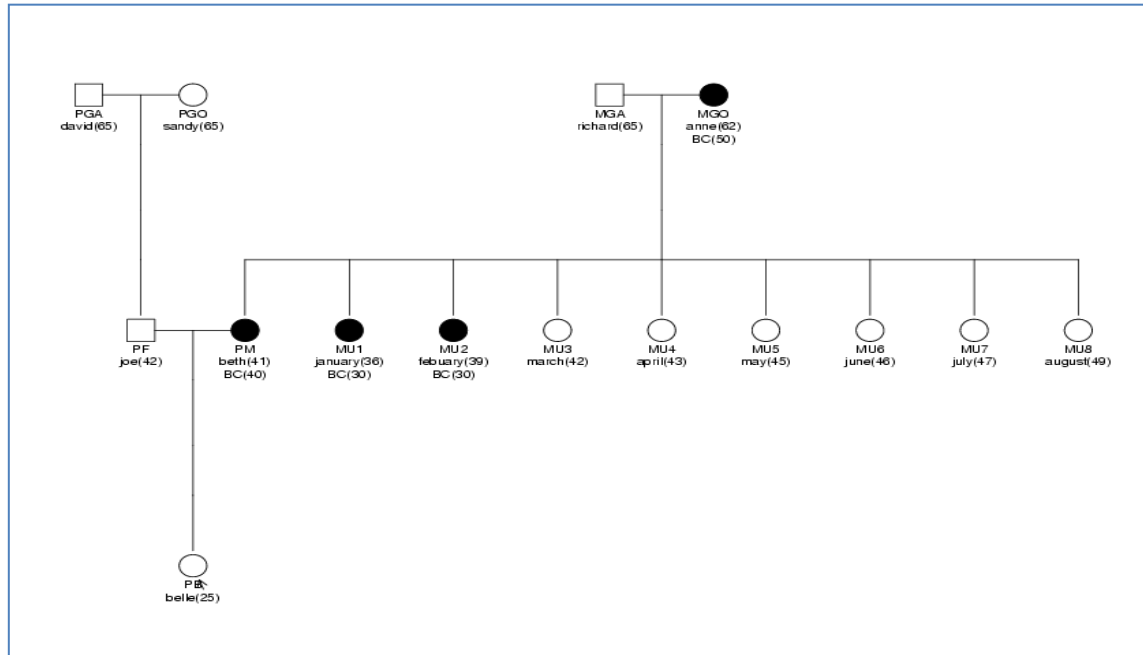 PGA
david(65)
PGO
sandy(65)
MGA
richard(65)
MGO
anne(62)
BC(50)
PF
joe(42)
PM
beth(41)
BC(40)
MU1
january(36)
BC(30)
MU2
febuary(39)
BC(30)
MU3
march(42)
MU4
april(43)
MU5
may(45)
MU6
june(46)
MU7
july(47)
MU8
august(49)
belle(25)